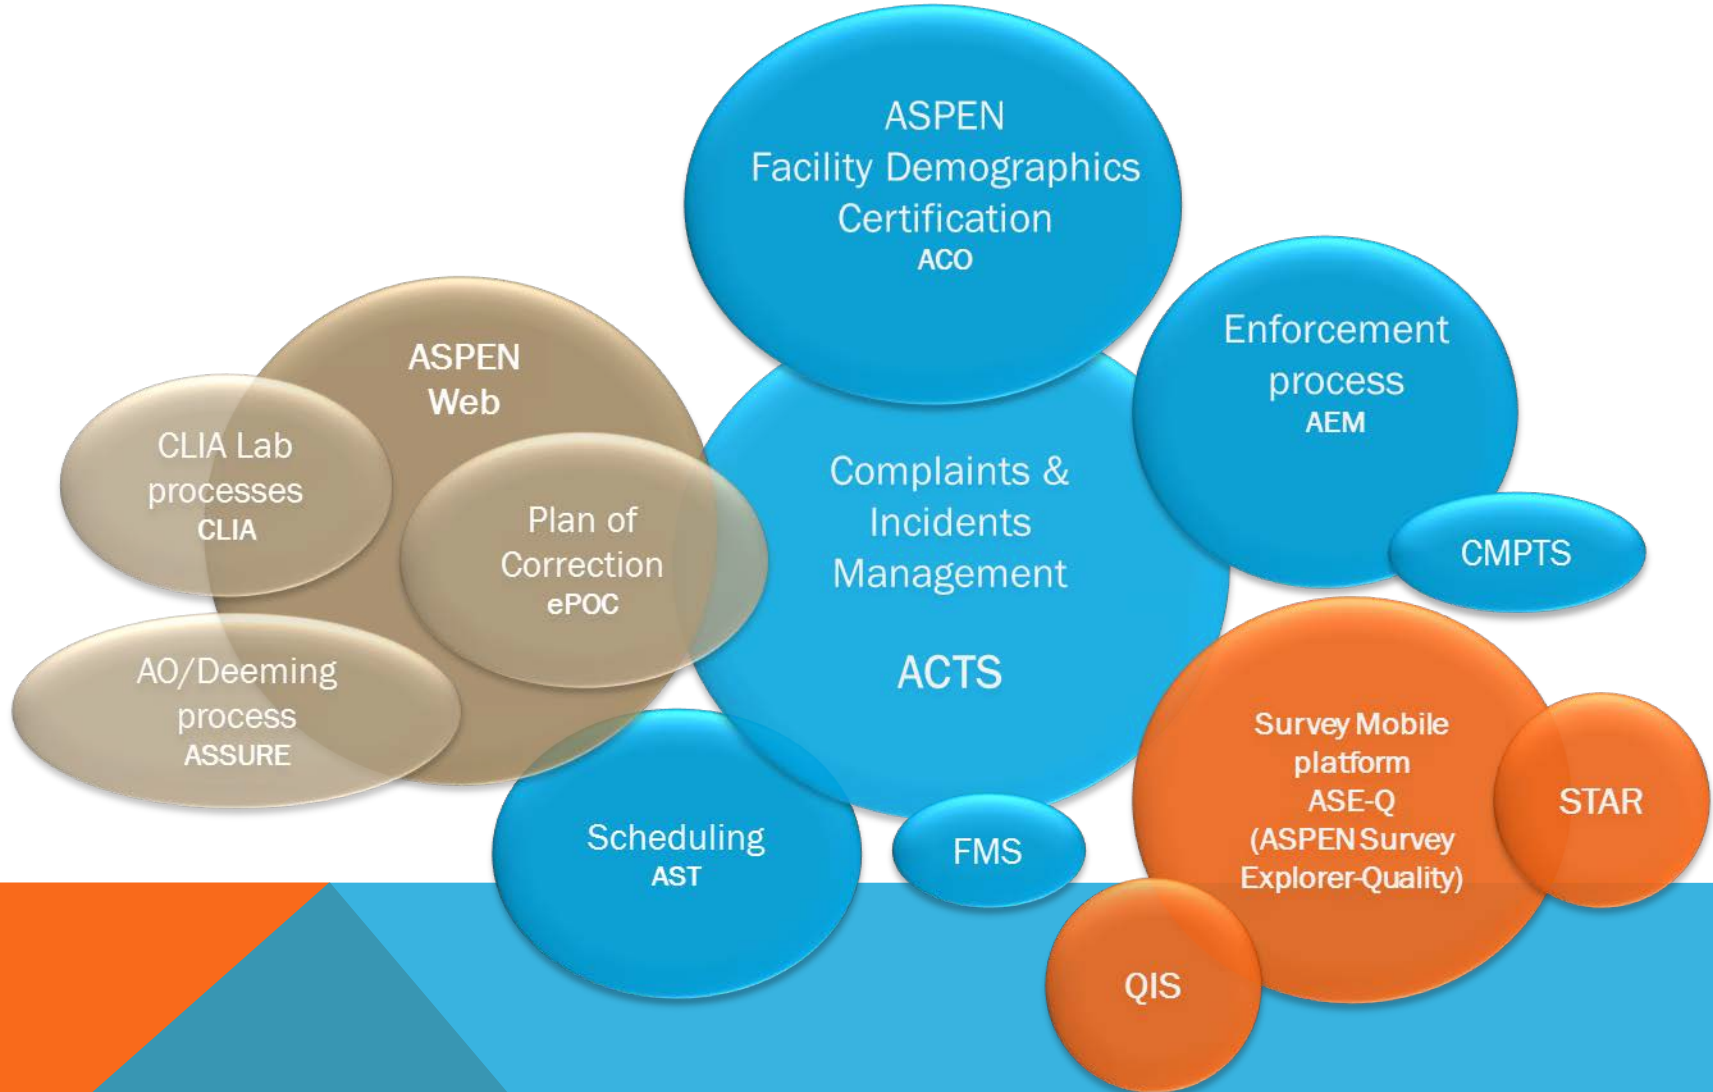 ASPEN
Facility Demographics
Certification
ACO
Enforcement
process
AEM
CMPTS
ASPEN
Web
CLIA Lab
processes
CLIA
Plan of
Correction
ePOC
AO/Deeming
process
ASSURE
Complaints &
Incidents
Management
ACTS
Scheduling
AST
FMS
Survey Mobile
platform
ASE-Q
(ASPEN Survey
Explorer-Quality)
STAR
QIS